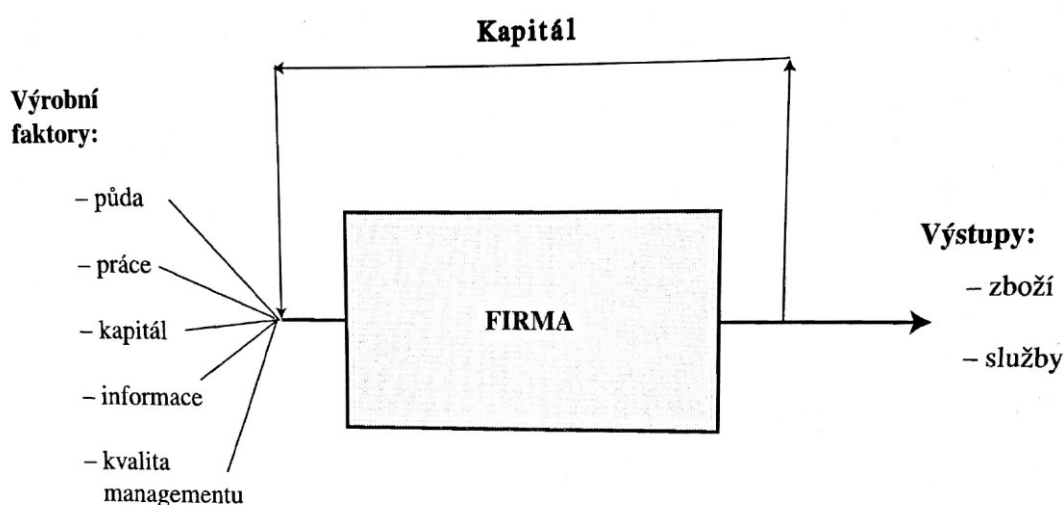 Kapitál
Výrobní
faktory:
– půda
– práce
– kapitál
– informace
– kvalita
managementu
FIRMA
Výstupy:
– zboží
– služby